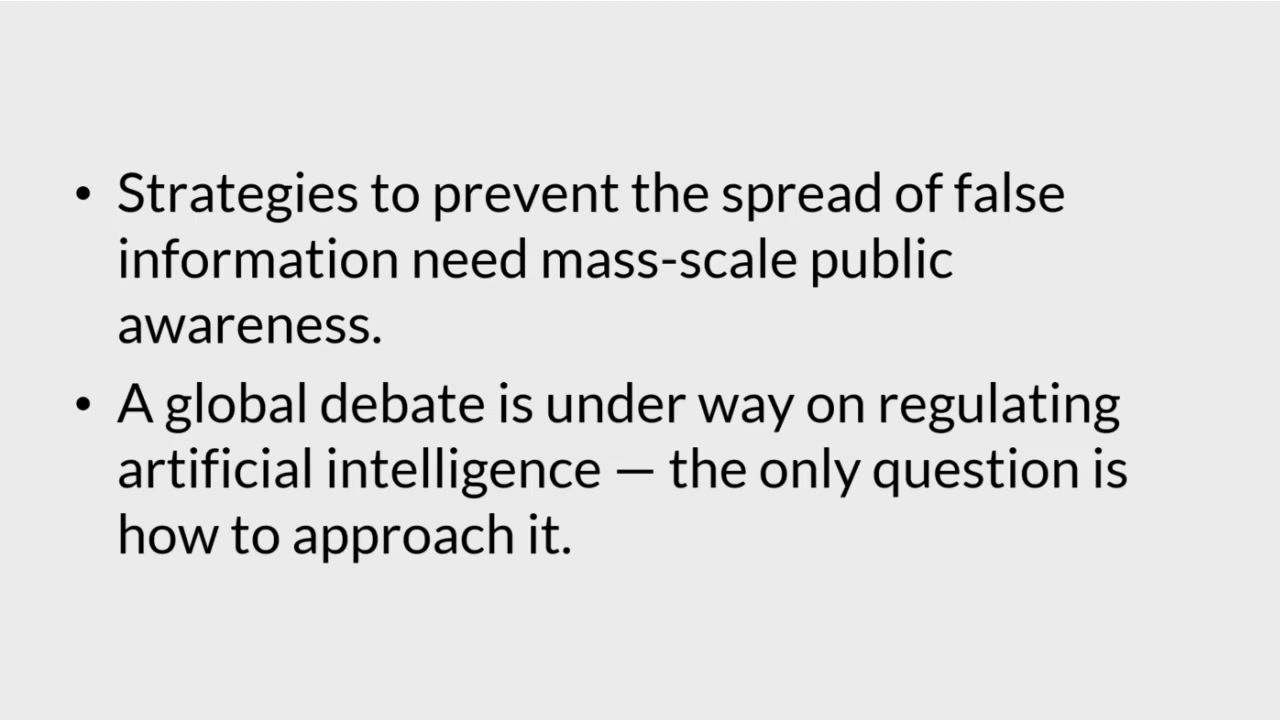 • Strategies to prevent the spread of false
information need mass-scale public
awareness.
• A global debate is under way on regulating
artificial intelligence — the only question is
how to approach it.